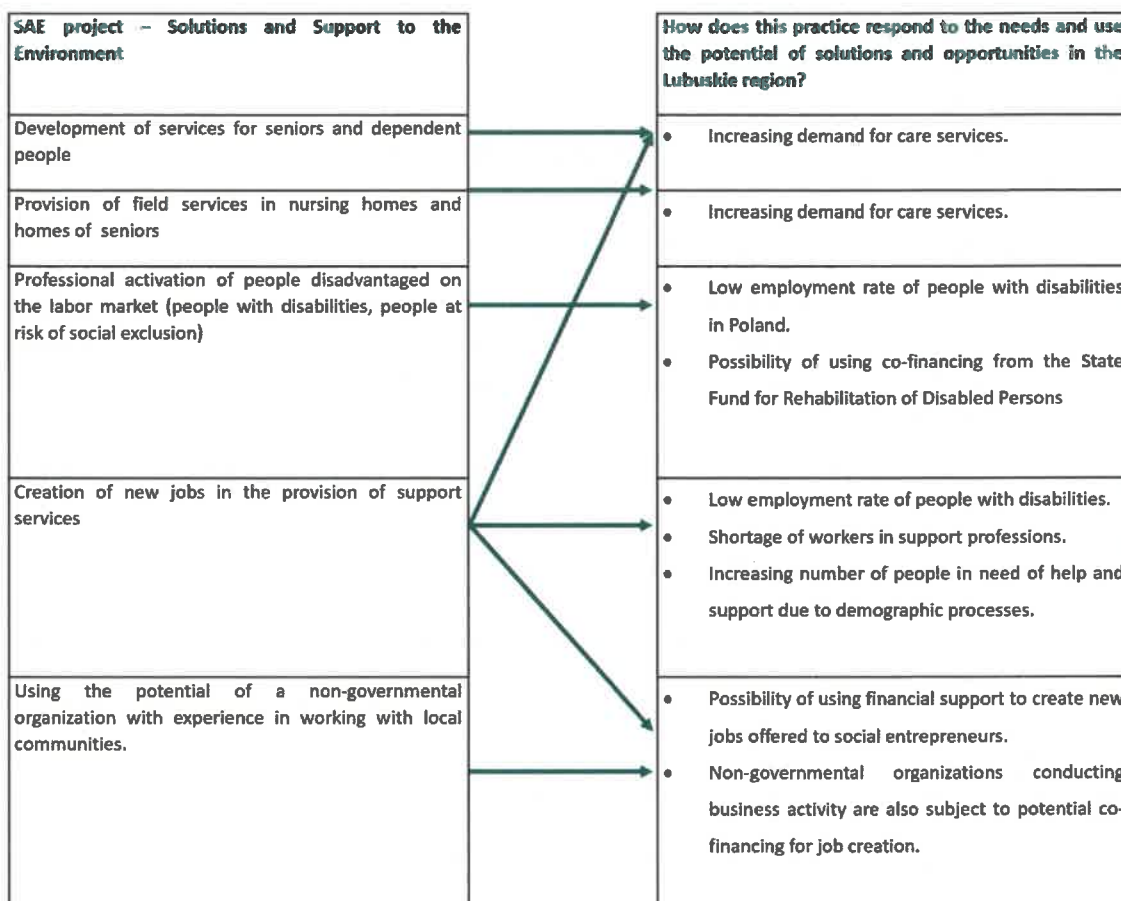 SAE project – Solutions and Support to the
Environment
How does this practice respond to the needs and use
the potential of solutions and opportunities in the
Lubuskie region?
Development of services for seniors and dependent
people
• Increasing demand for care services.
Provision of field services in nursing homes and
homes of seniors
• Increasing demand for care services.
Professional activation of people disadvantaged on
the labor market (people with disabilities, people at
risk of social exclusion)
• Low employment rate of people with disabilities
in Poland.
• Possibility of using co-financing from the State
Fund for Rehabilitation of Disabled Persons
Creation of new jobs in the provision of support
services
• Low employment rate of people with disabilities.
• Shortage of workers in support professions.
• Increasing number of people in need of help and
support due to demographic processes.
Using the potential of a non-governmental
organization with experience in working with local
communities.
• Possibility of using financial support to create new
jobs offered to social entrepreneurs.
• Non-governmental organizations conducting
business activity are also subject to potential co-
financing for job creation.